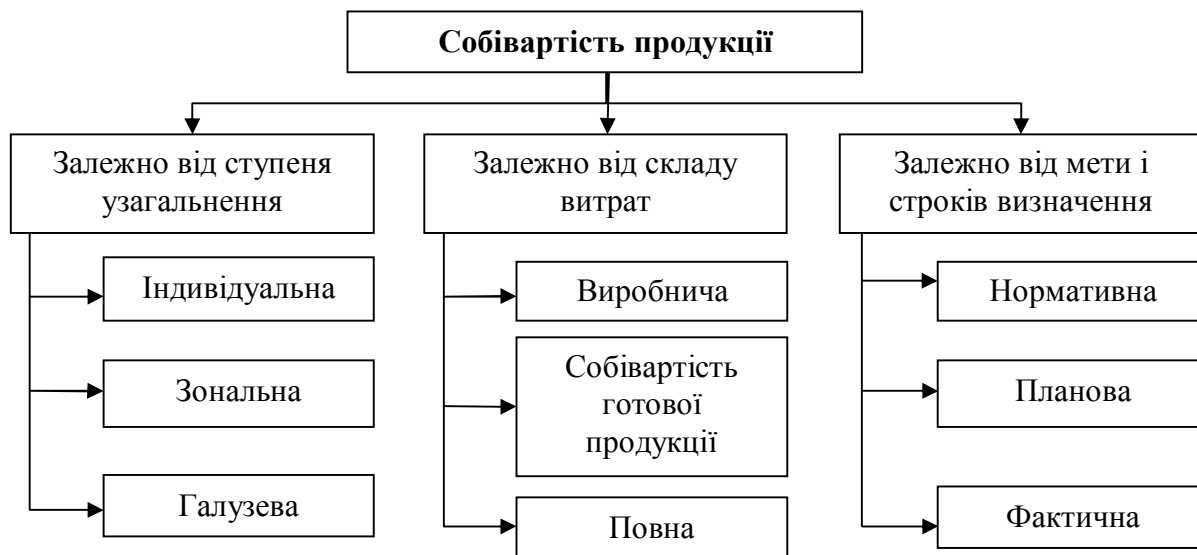 Собівартість продукції
Залежно від ступеня
узагальнення
Індивідуальна
Зональна
Галузева
Залежно від складу
витрат
Виробнича
Собівартість
готової
продукції
Повна
Залежно від мети і
строків визначення
Нормативна
Планова
Фактична